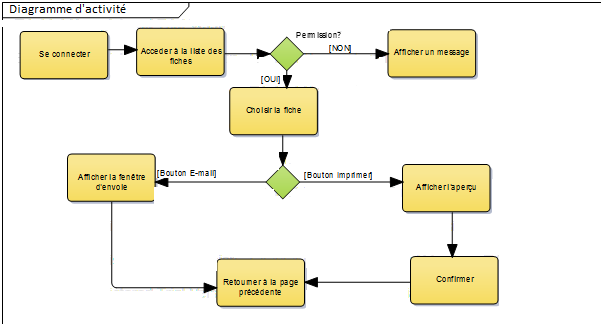 Diagramme d'activité
Permission?
Se connecter
Acceder à la liste des
fiches
[NON]
Afficher un message
[OUI]
Choisir la fiche
[Bouton E-mail]
[Bouton Imprimer]
Afficher la fenêtre
d'envoie
Afficher l'aperçu
Retourner à la page
précédente
Confirmer